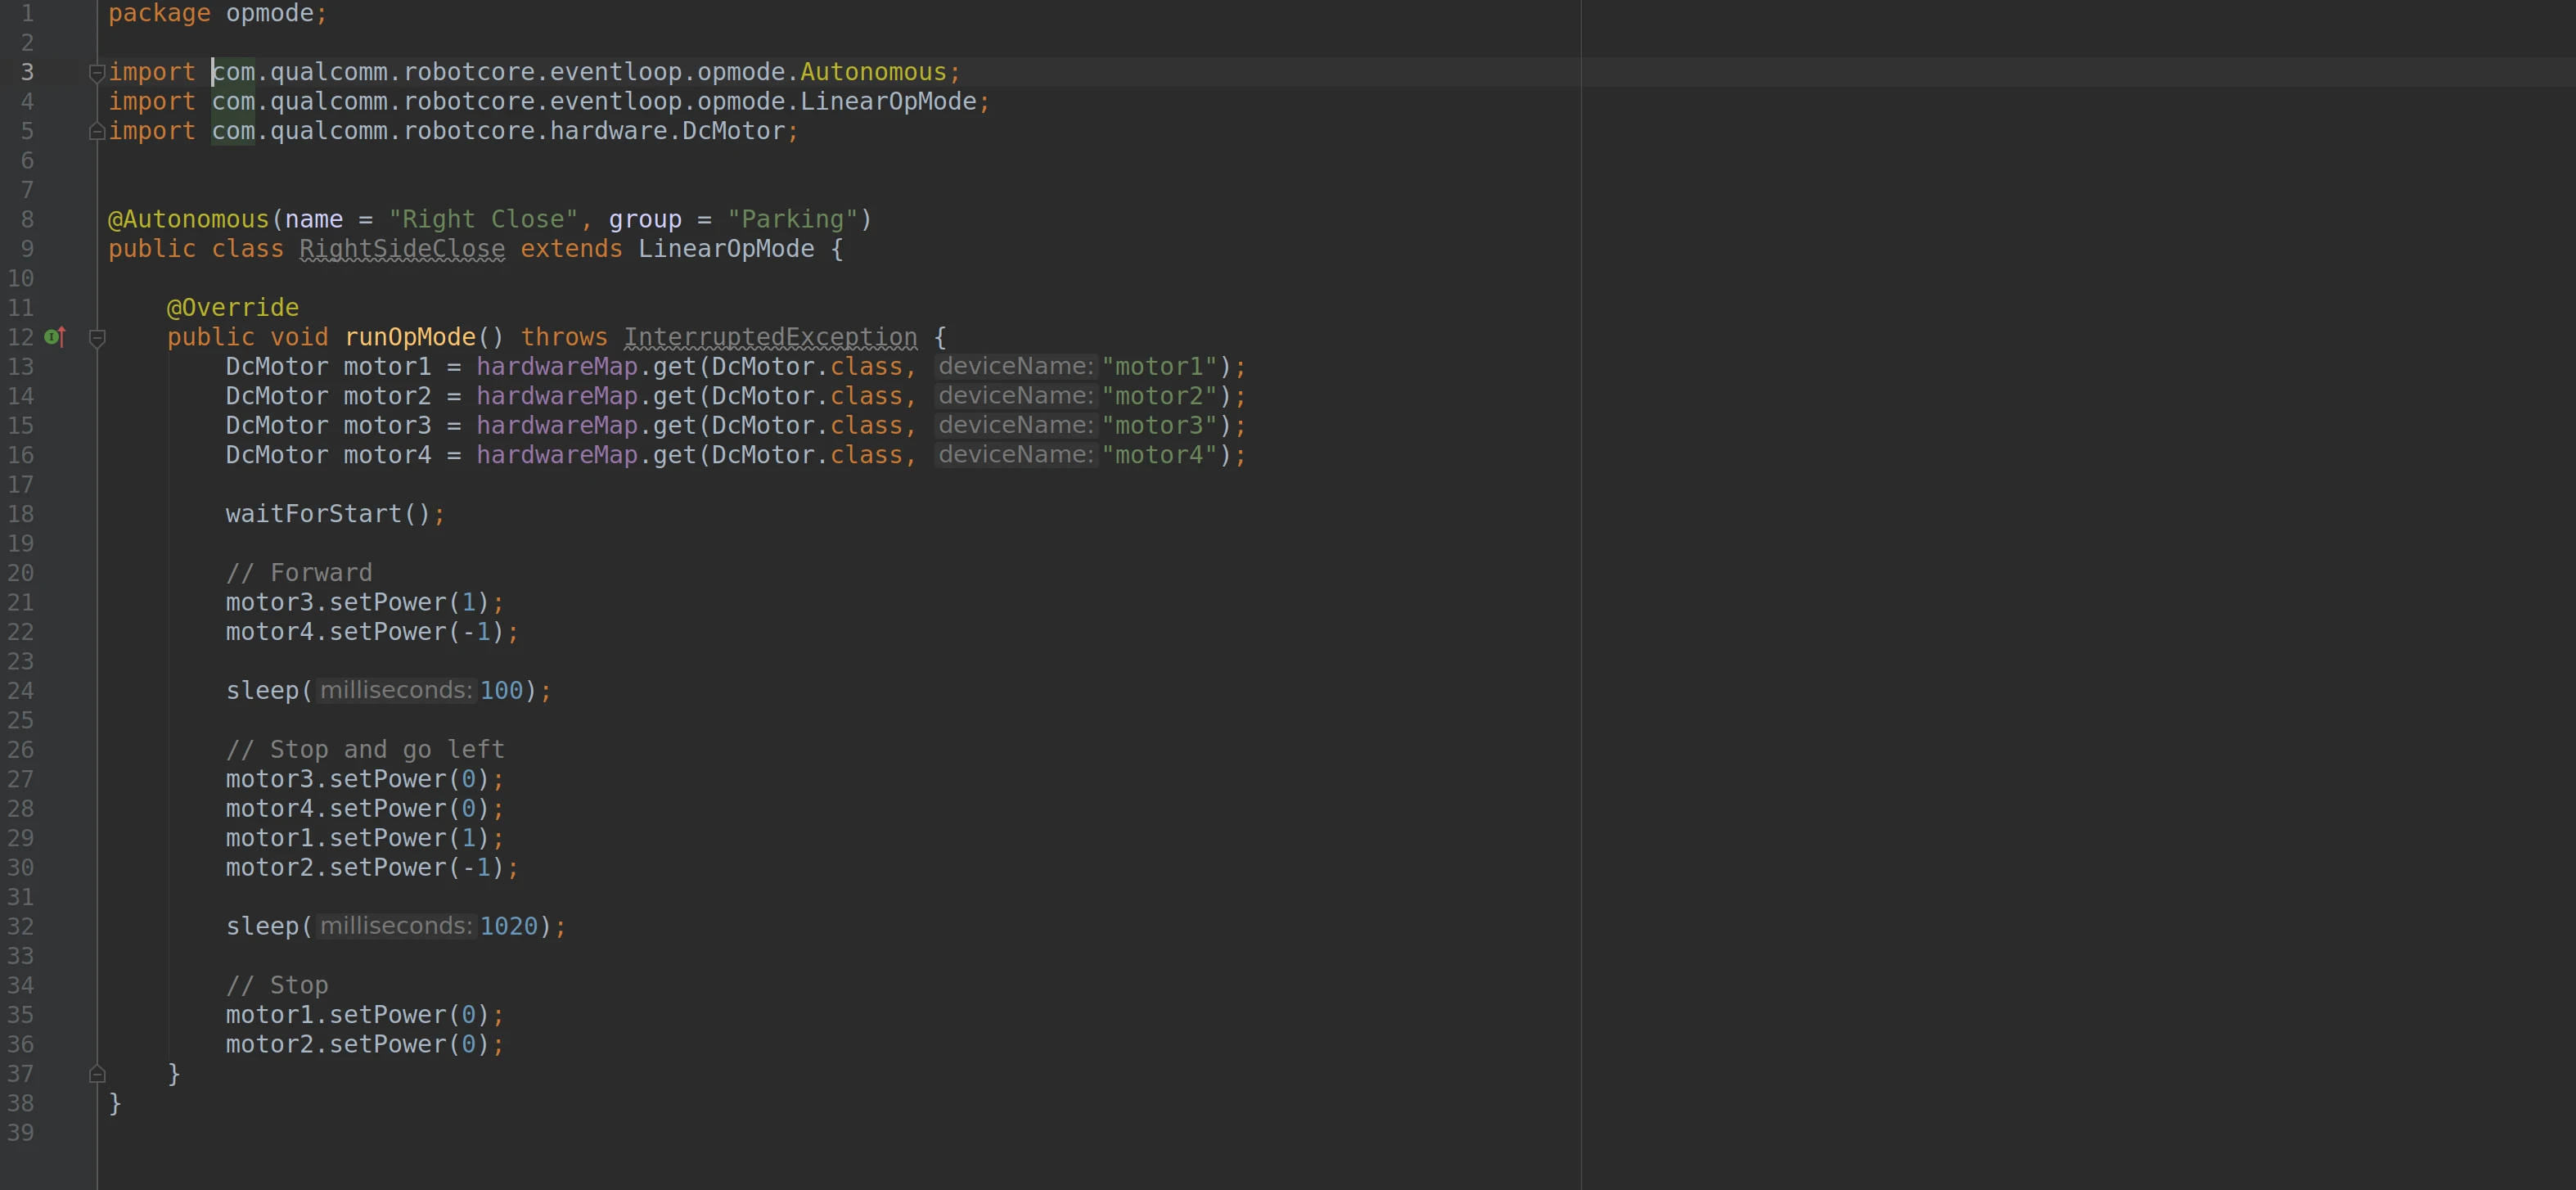 1 package opmode;
2
3 import com.qualcomm.robotcore.eventloop.opmode.Autonomous;
4 import com.qualcomm.robotcore.eventloop.opmode.LinearOpMode;
5 import com.qualcomm.robotcore.hardware.DcMotor;
6
7
8 @Autonomous(name = "Right Close", group = "Parking")
9 public class RightSideClose extends LinearOpMode {
10
11     @Override
12     public void runOpMode() throws InterruptedException {
13         DcMotor motor1 = hardwareMap.get(DcMotor.class, deviceName: "motor1");
14         DcMotor motor2 = hardwareMap.get(DcMotor.class, deviceName: "motor2");
15         DcMotor motor3 = hardwareMap.get(DcMotor.class, deviceName: "motor3");
16         DcMotor motor4 = hardwareMap.get(DcMotor.class, deviceName: "motor4");
17
18         waitForStart();
19
20         // Forward
21         motor3.setPower(1);
22         motor4.setPower(-1);
23
24         sleep( milliseconds: 100);
25
26         // Stop and go left
27         motor3.setPower(0);
28         motor4.setPower(0);
29         motor1.setPower(1);
30         motor2.setPower(-1);
31
32         sleep( milliseconds: 1020);
33
34         // Stop
35         motor1.setPower(0);
36         motor2.setPower(0);
37     }
38 }
39